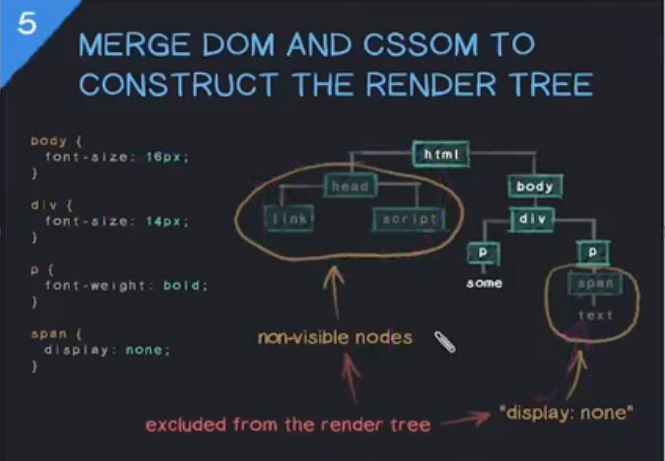 5
MERGE DOM AND CSSOM TO
CONSTRUCT THE RENDER TREE
body {
font-size: 16px;
}
div {
font-size: 14px;
}
p {
font-weight: bold;
}
span {
display: none;
}
html
head
body
link
script
div
p
p
some
span
text
non-visible nodes
excluded from the render tree
"display: none"